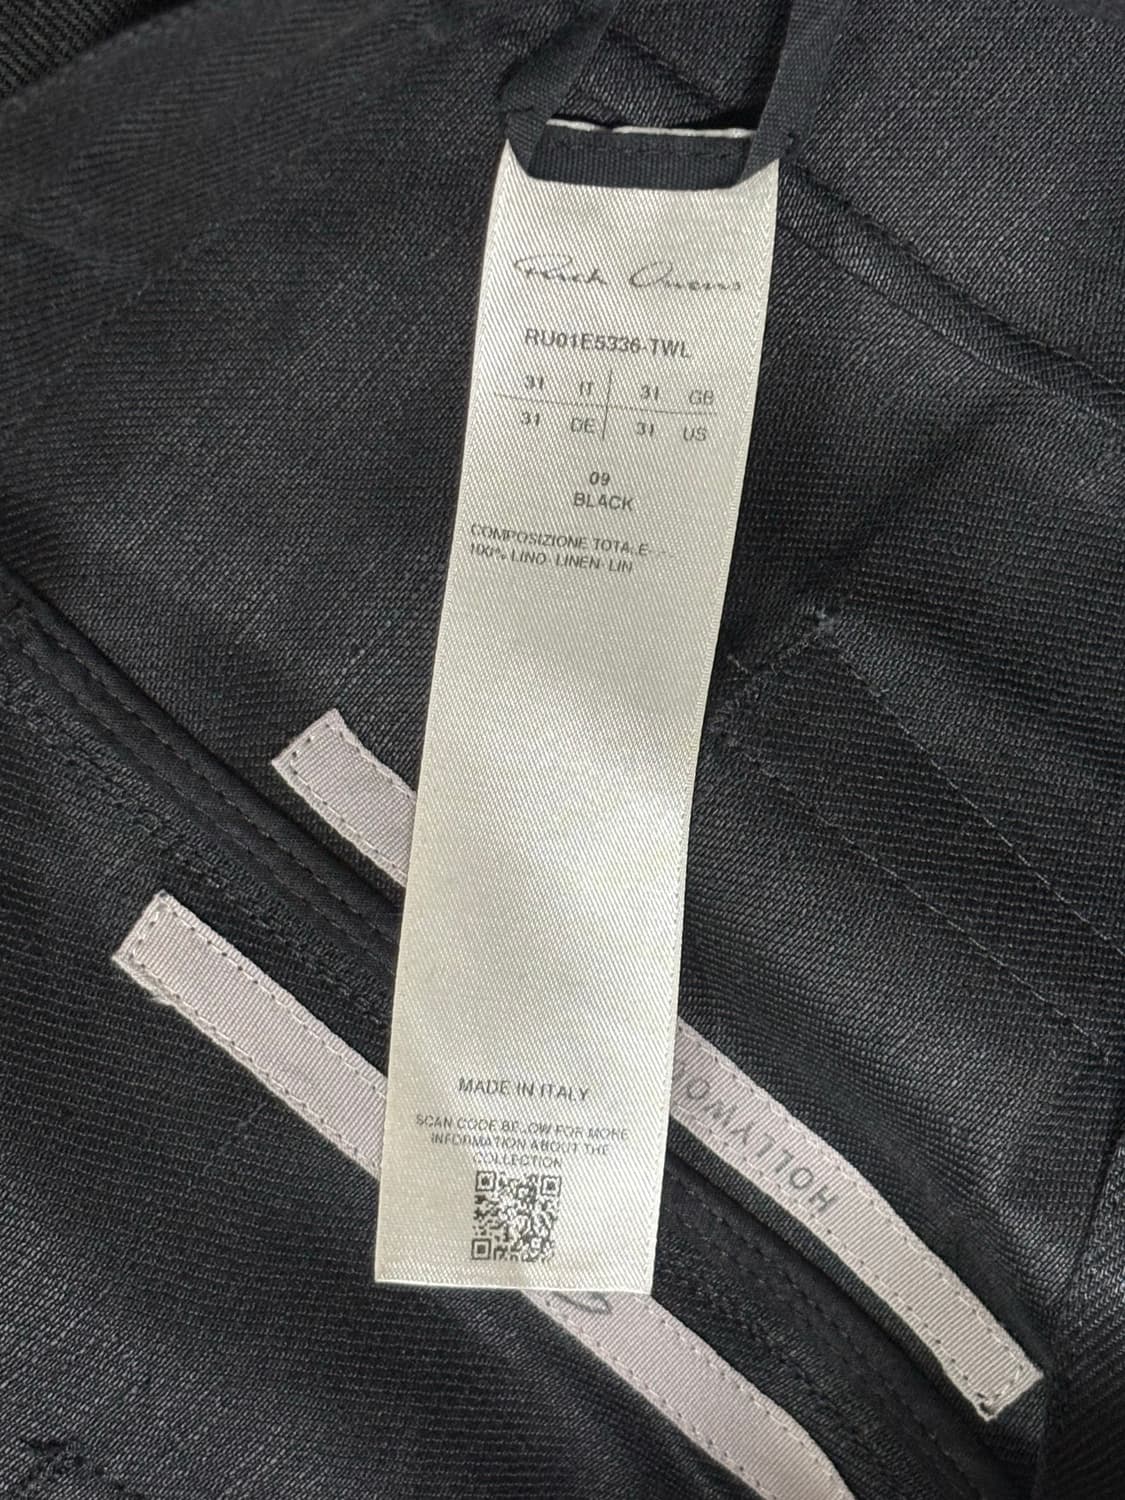 Rick Owens
RU01E5336-TWL
31 IT 31 GB
31 DE 31 US
09
BLACK
COMPOSIZIONE TOTALE-
100% LINO- LINEN- LIN
MADE IN ITALY
SCAN CODE BELOW FOR MORE
INFORMATION ABOUT THE
COLLECTION
HOLLYWO